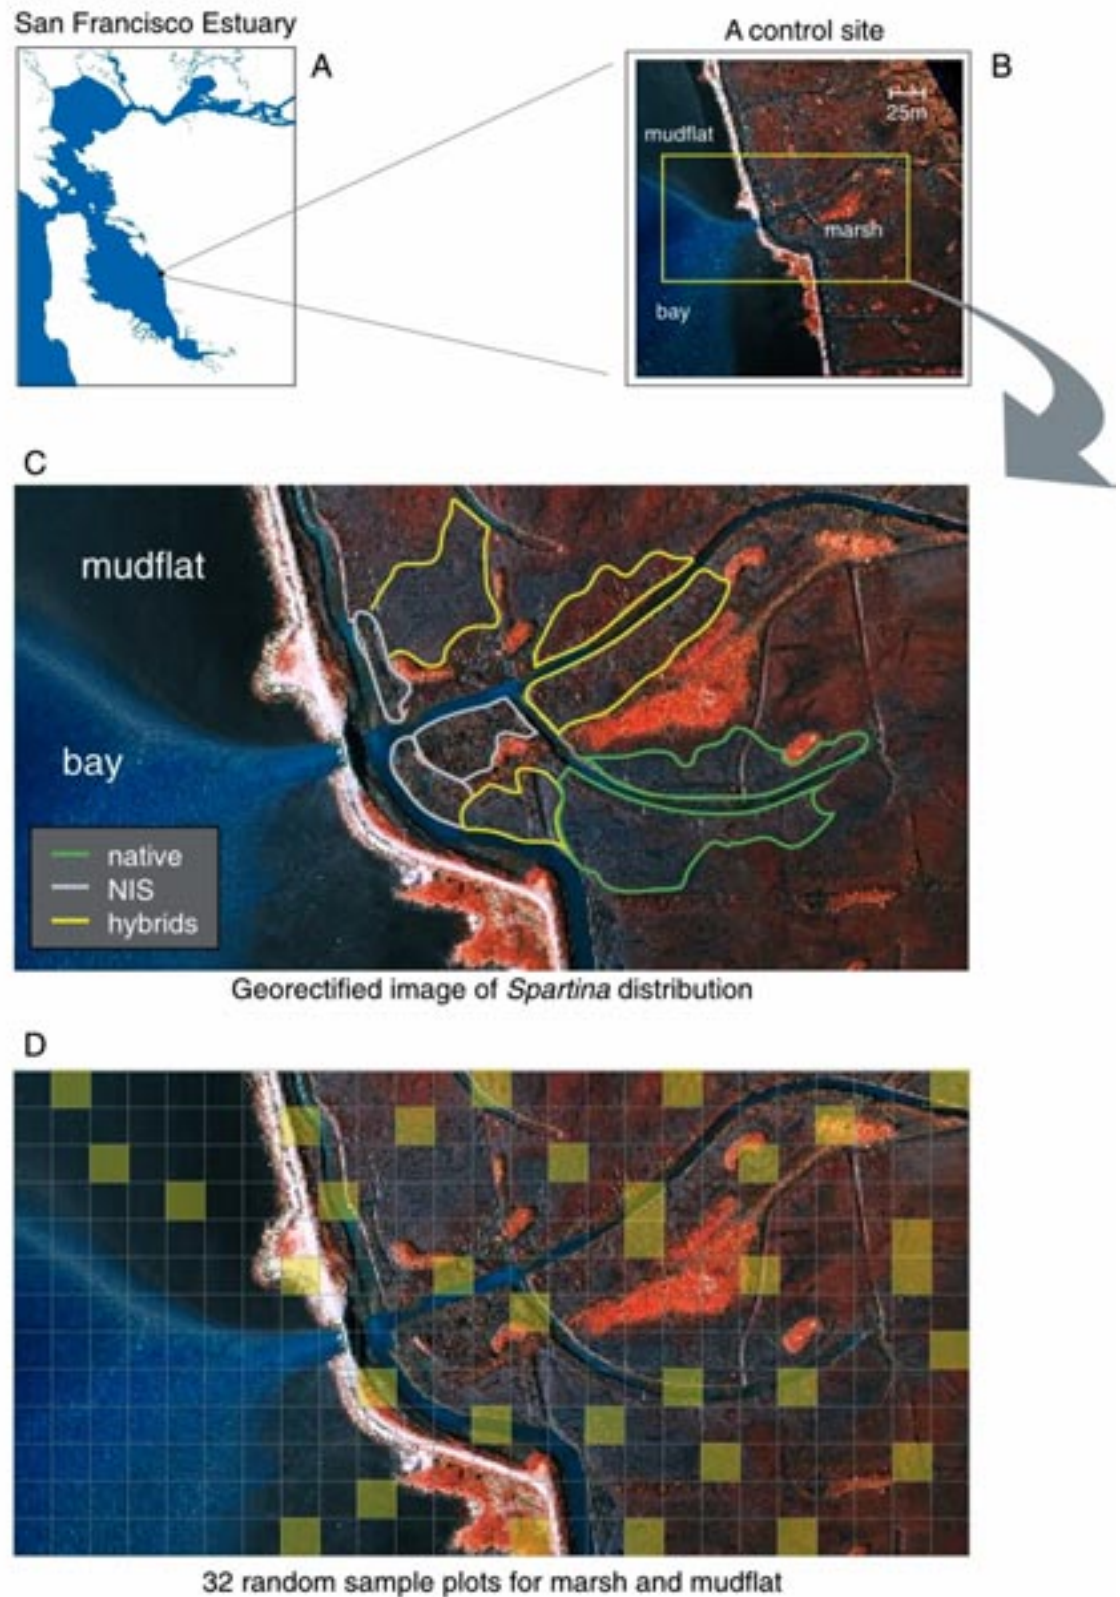 San Francisco Estuary
A
A control site
B
25m
mudflat
marsh
bay
C
mudflat
bay
native
NIS
hybrids
Georectified image of Spartina distribution
D
32 random sample plots for marsh and mudflat